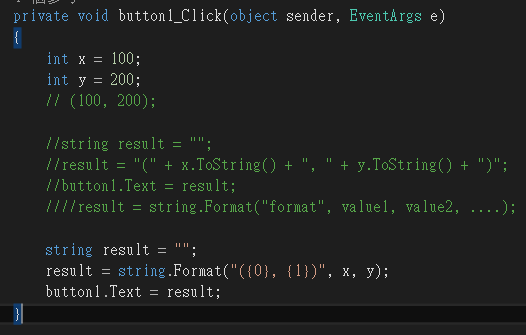 private void button1_Click(object sender, EventArgs e)
{
int x = 100;
int y = 200;
// (100, 200);
//string result = "";
//result = "(" + x.ToString() + ", " + y.ToString() + ")";
//button1.Text = result;
////result = string.Format("format", value1, value2, ....);
string result = "";
result = string.Format("({0}, {1})", x, y);
button1.Text = result;
}